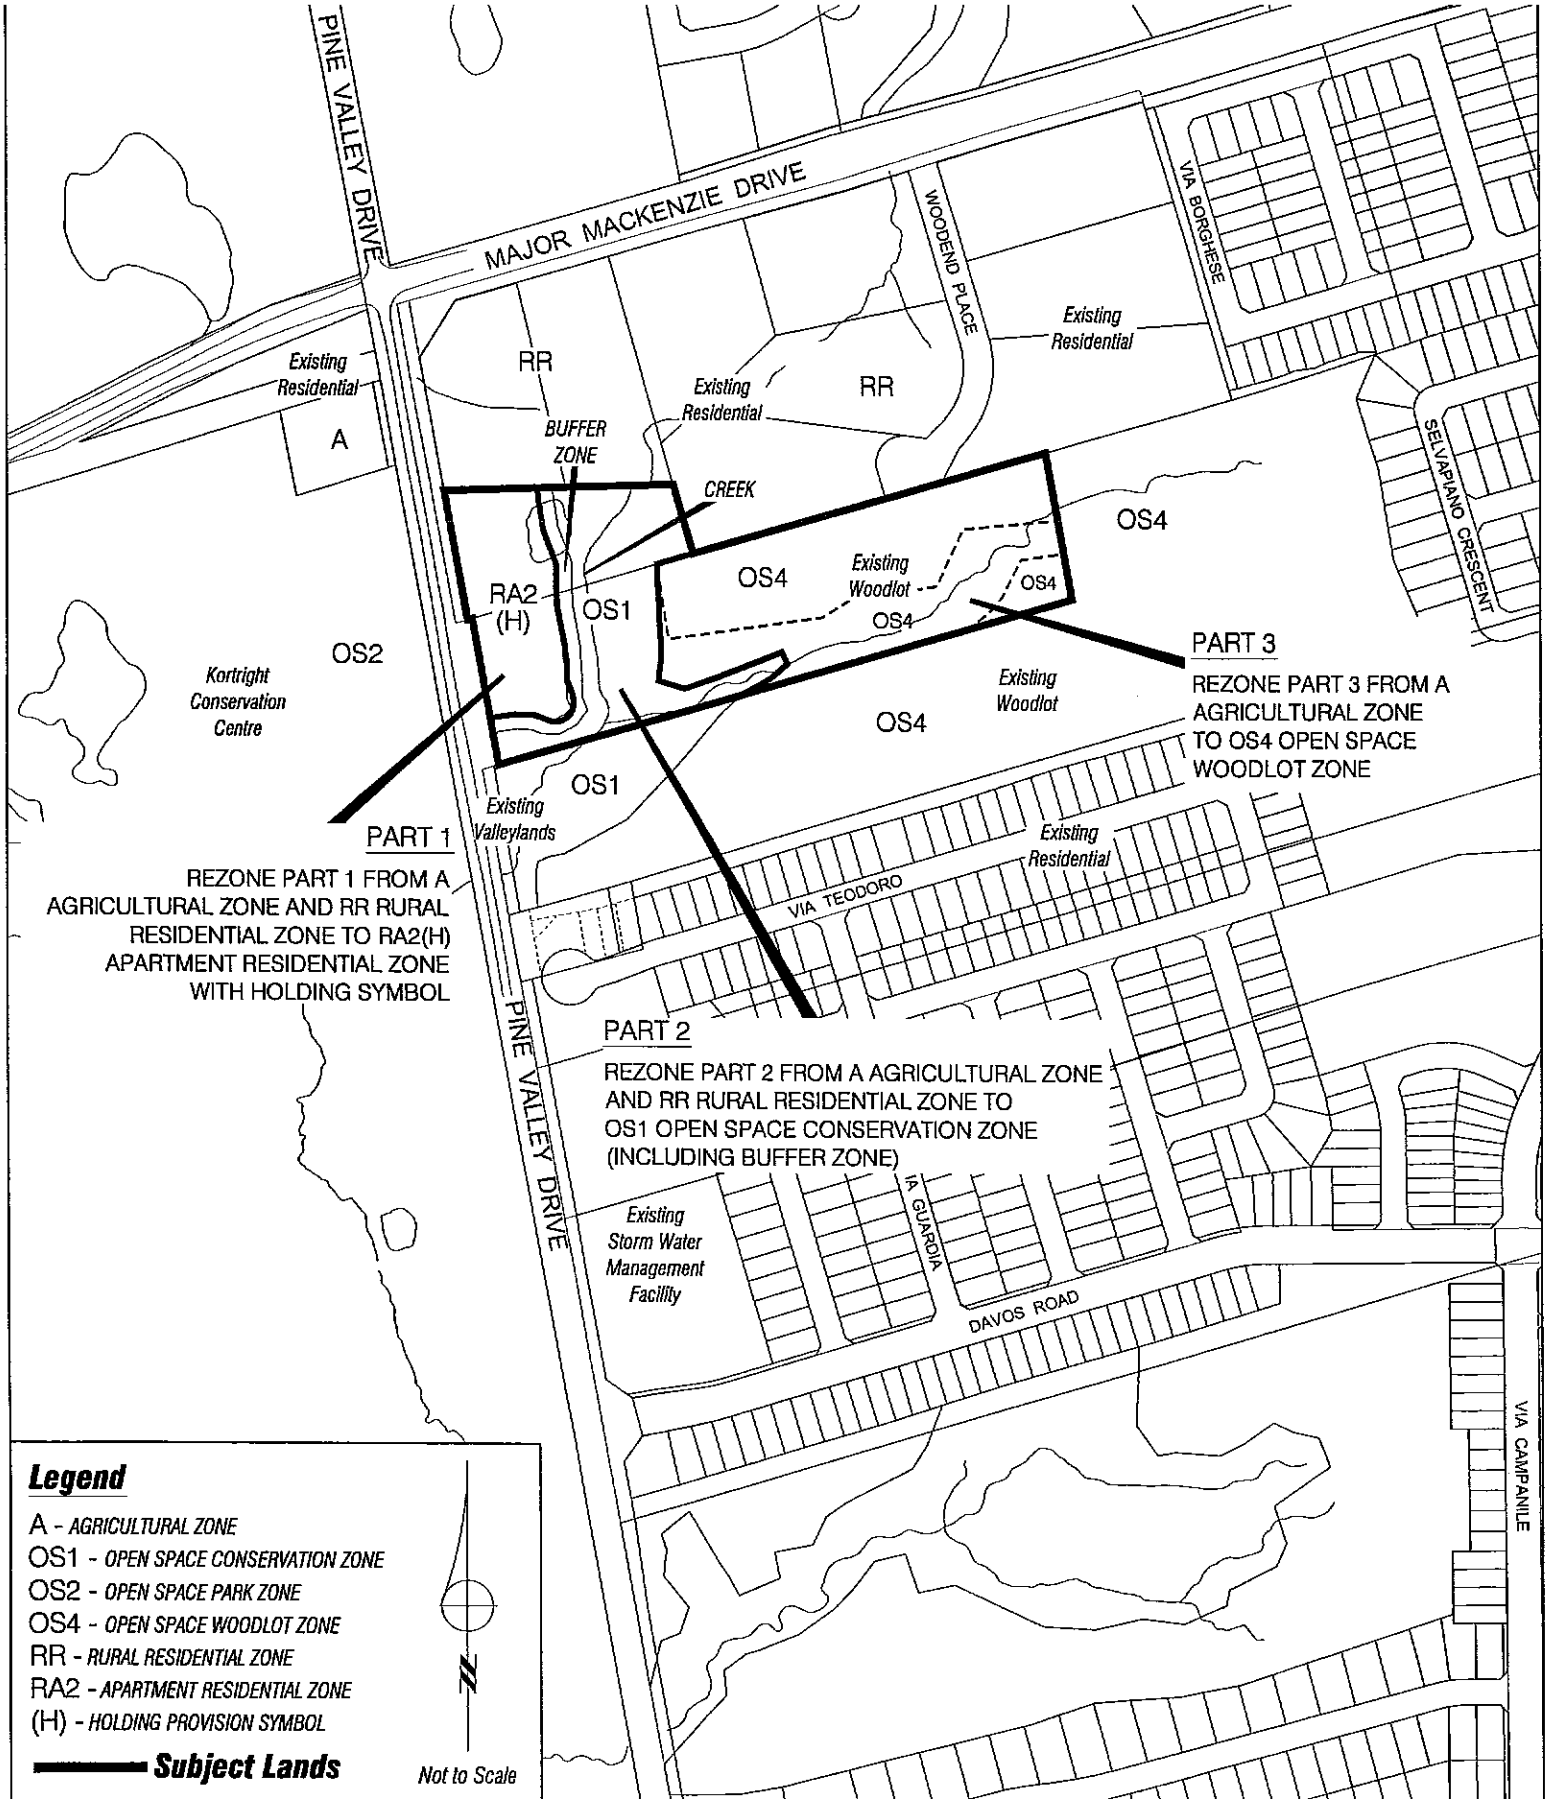 PINE VALLEY DRIVE
MAJOR MACKENZIE DRIVE
WOODEND PLACE
VIA BORGHESE
SELVAPIANO CRESCENT
Existing
Residential
A
RR
Existing
Residential
RR
Existing
Residential
BUFFER
ZONE
CREEK
RA2
(H)
OS1
OS4
Existing
Woodlot
OS4
OS4
OS4
OS2
Kortright
Conservation
Centre
Existing
Woodlot
OS4
OS1
Existing
Valleylands
PART 3
REZONE PART 3 FROM A
AGRICULTURAL ZONE
TO OS4 OPEN SPACE
WOODLOT ZONE
PART 1
REZONE PART 1 FROM A
AGRICULTURAL ZONE AND RR RURAL
RESIDENTIAL ZONE TO RA2(H)
APARTMENT RESIDENTIAL ZONE
WITH HOLDING SYMBOL
Existing
Residential
VIA TEODORO
PINE VALLEY DRIVE
PART 2
REZONE PART 2 FROM A AGRICULTURAL ZONE
AND RR RURAL RESIDENTIAL ZONE TO
OS1 OPEN SPACE CONSERVATION ZONE
(INCLUDING BUFFER ZONE)
IA GUARDIA
Existing
Storm Water
Management
Facility
DAVOS ROAD
VIA CAMPANILE
Legend
A - AGRICULTURAL ZONE
OS1 - OPEN SPACE CONSERVATION ZONE
OS2 - OPEN SPACE PARK ZONE
OS4 - OPEN SPACE WOODLOT ZONE
RR - RURAL RESIDENTIAL ZONE
RA2 - APARTMENT RESIDENTIAL ZONE
(H) - HOLDING PROVISION SYMBOL
Subject Lands
N
Not to Scale